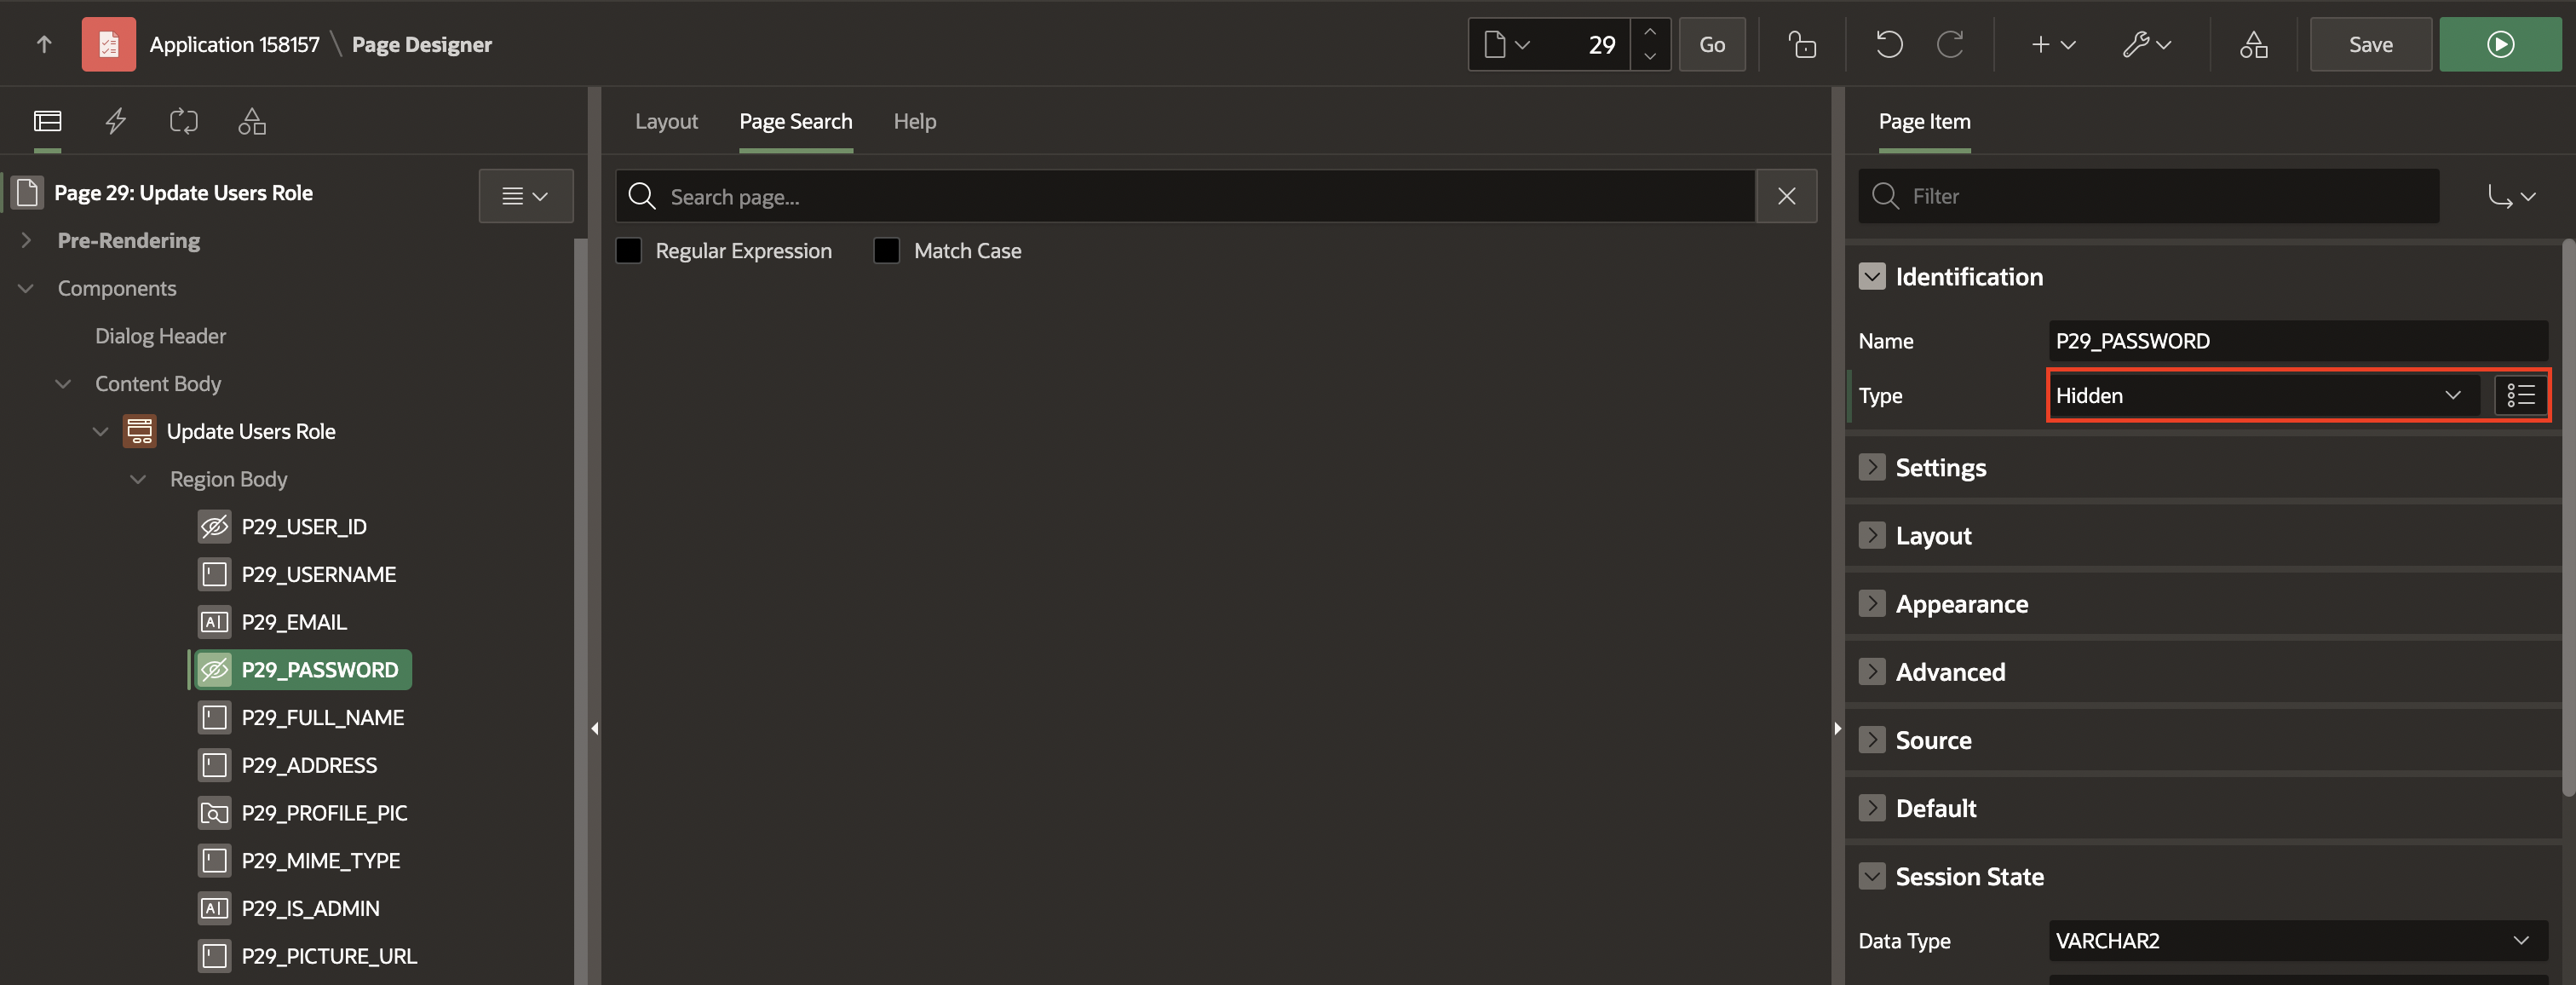 Application 158157 \ Page Designer
29
Go
Save
Page 29: Update Users Role
Pre-Rendering
Components
Dialog Header
Content Body
Update Users Role
Region Body
P29_USER_ID
P29_USERNAME
P29_EMAIL
P29_PASSWORD
P29_FULL_NAME
P29_ADDRESS
P29_PROFILE_PIC
P29_MIME_TYPE
P29_IS_ADMIN
P29_PICTURE_URL
Layout Page Search Help
Search page...
Regular Expression Match Case
Page Item
Filter
Identification
Name P29_PASSWORD
Type Hidden
Settings
Layout
Appearance
Advanced
Source
Default
Session State
Data Type VARCHAR2